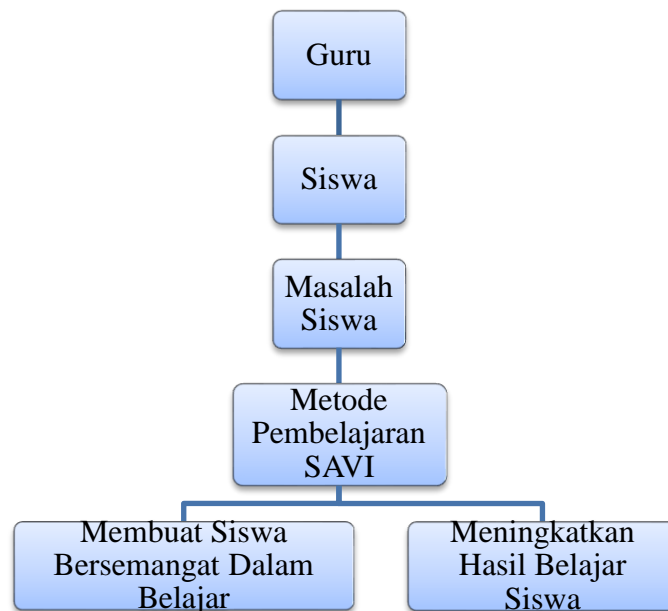 Guru
Siswa
Masalah
Siswa
Metode
Pembelajaran
SAVI
Membuat Siswa
Bersemangat Dalam
Belajar
Meningkatkan
Hasil Belajar
Siswa